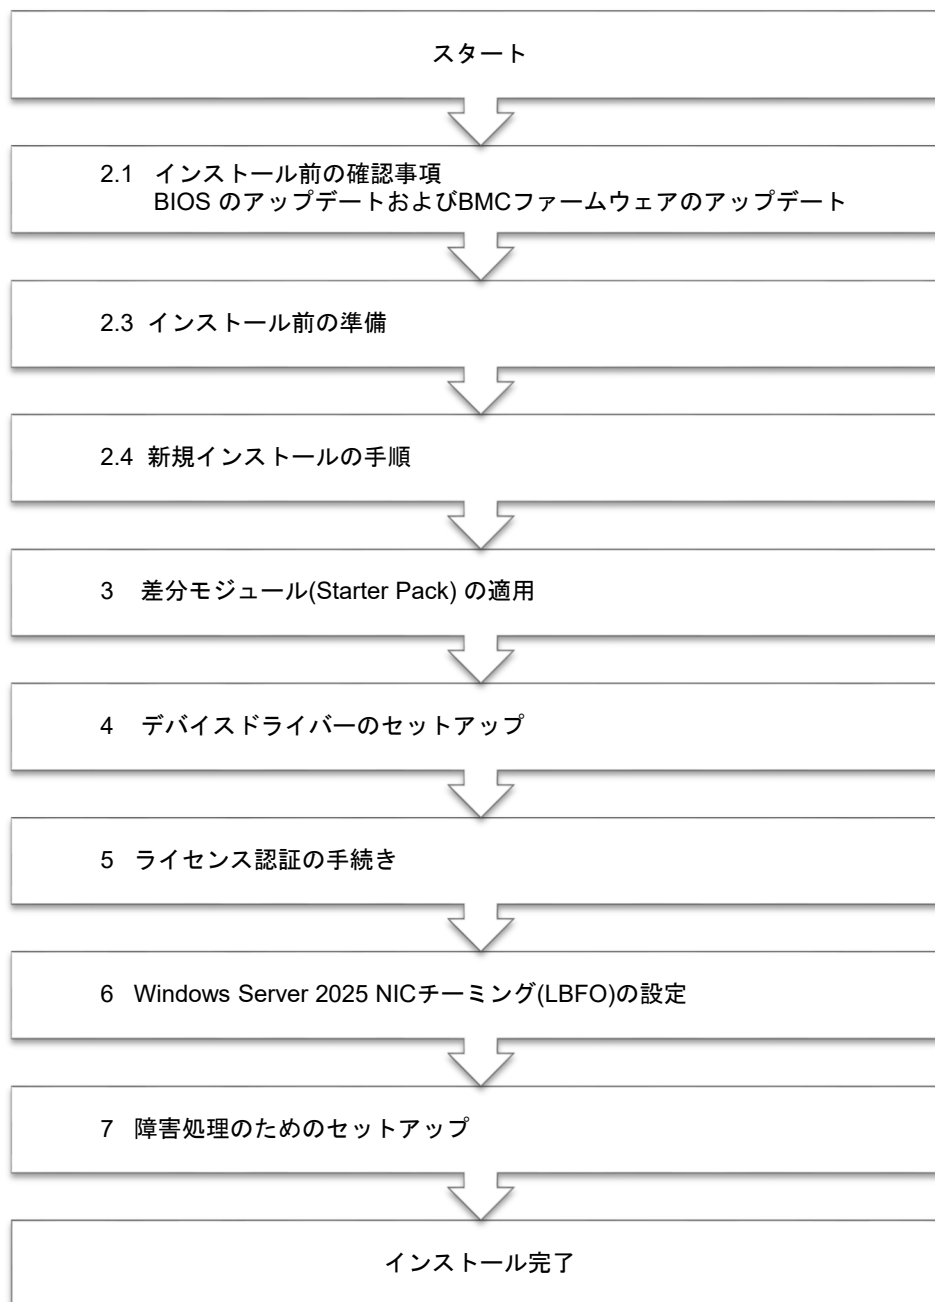 スタート
2.1 インストール前の確認事項
BIOS のアップデートおよびBMCファームウェアのアップデート
2.3 インストール前の準備
2.4 新規インストールの手順
3 差分モジュール(Starter Pack) の適用
4 デバイスドライバーのセットアップ
5 ライセンス認証の手続き
6 Windows Server 2025 NICチーミング(LBFO)の設定
7 障害処理のためのセットアップ
インストール完了